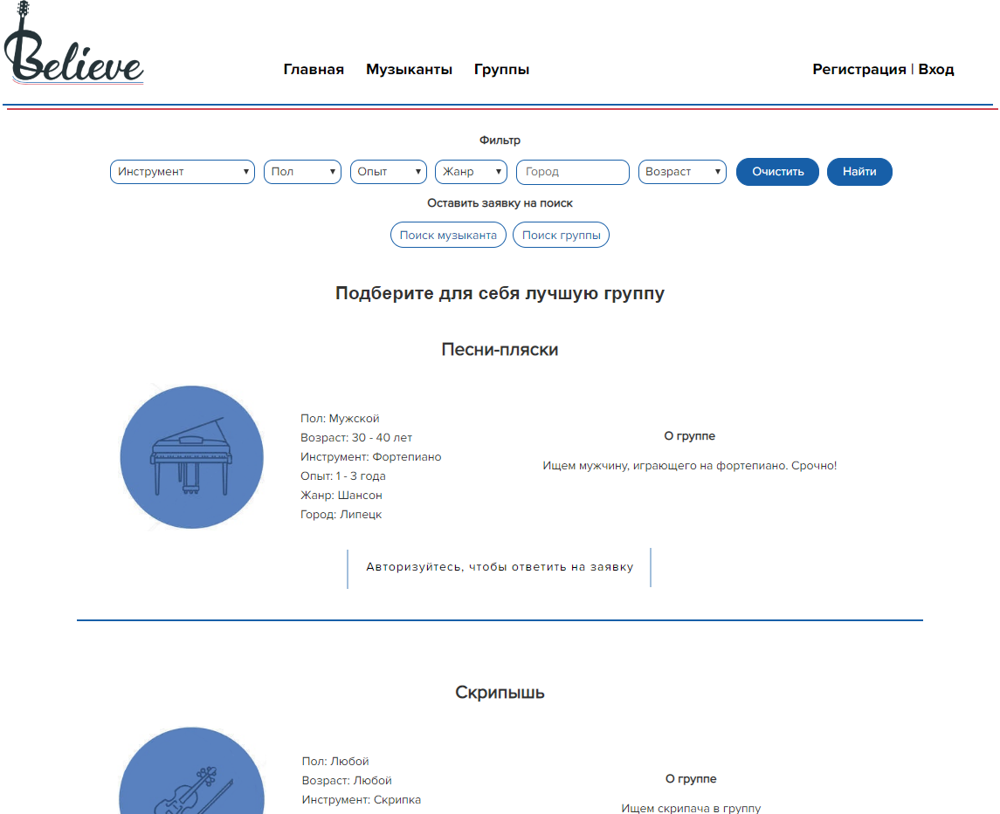 Believe
Главная Музыканты Группы Регистрация | Вход
Фильтр
Инструмент Пол Опыт Жанр Город Возраст Очистить Найти
Оставить заявку на поиск
Поиск музыканта Поиск группы
Подберите для себя лучшую группу
Песни-пляски
Пол: Мужской
Возраст: 30 - 40 лет
Инструмент: Фортепиано
Опыт: 1 - 3 года
Жанр: Шансон
Город: Липецк
О группе
Ищем мужчину, играющего на фортепиано. Срочно!
Авторизуйтесь, чтобы ответить на заявку
Скрипышь
Пол: Любой
Возраст: Любой
Инструмент: Скрипка
О группе
Ищем скрипача в группу